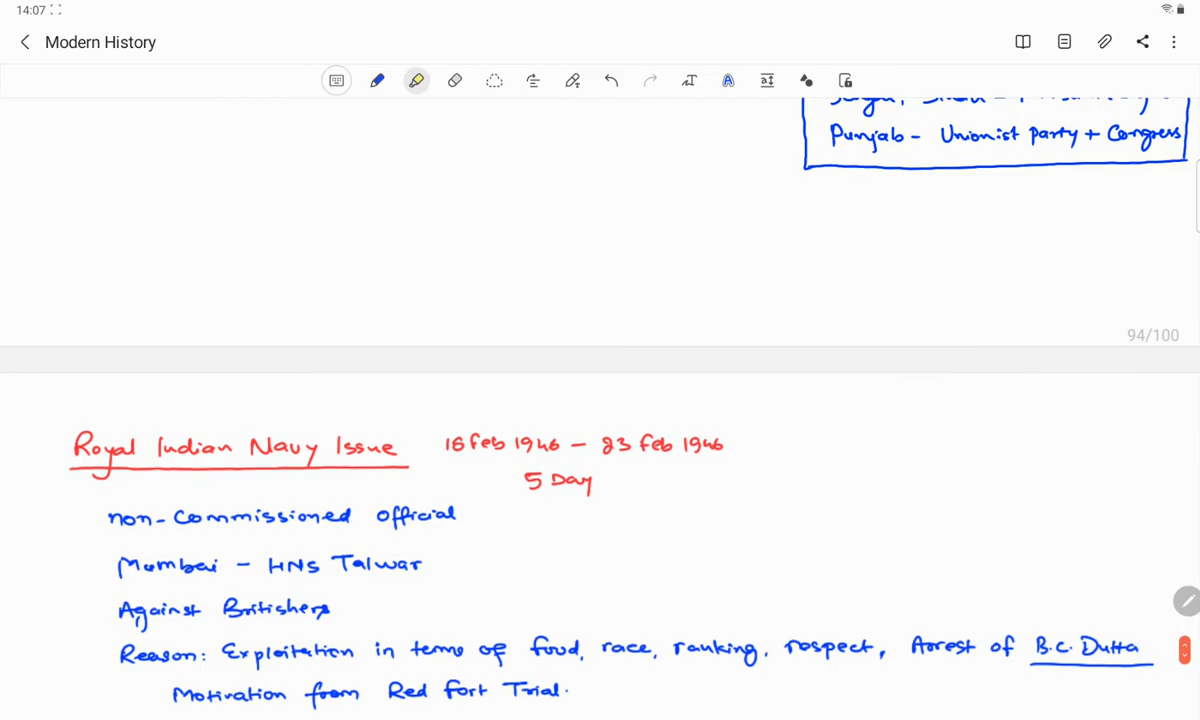 14:07
Modern History
Punjab - Unionist Party + Congress
94/100
Royal Indian Navy Issue 18 Feb 1946 - 23 Feb 1946
5 Day
non-Commissioned official
Mumbai - HNS Talwar
Against Britishers
Reason: Exploitation in terms of food, race, ranking, respect, Arrest of B.C. Dutta
Motivation from Red Fort Trial.